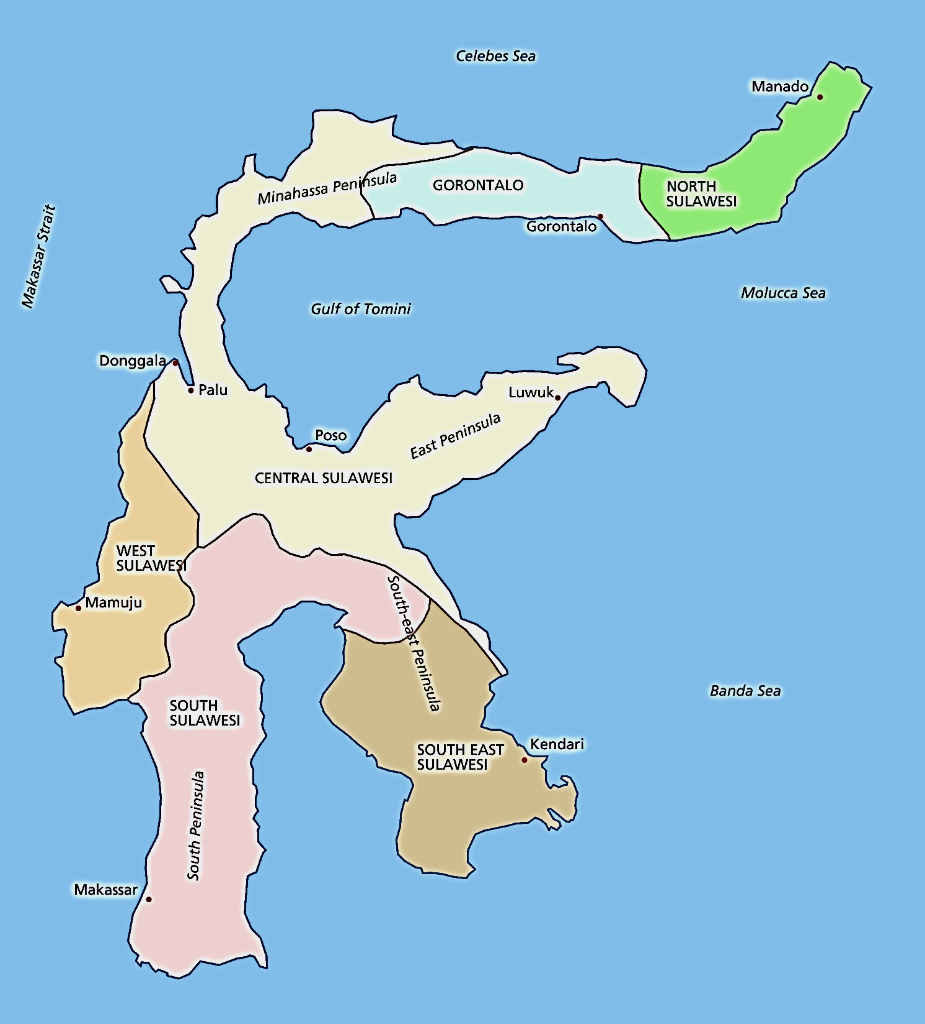 Celebes Sea
Manado
Minahassa Peninsula
GORONTALO
NORTH
SULAWESI
Gorontalo
Makassar Strait
Molucca Sea
Gulf of Tomini
Donggala
Palu
Luwuk
Poso
East Peninsula
CENTRAL SULAWESI
WEST
SULAWESI
Mamuju
South-east Peninsula
Banda Sea
SOUTH
SULAWESI
SOUTH EAST
SULAWESI
Kendari
South Peninsula
Makassar